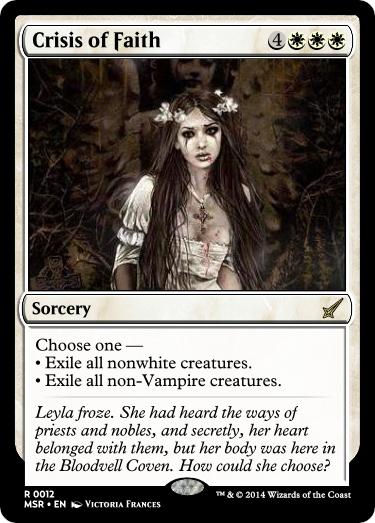 Crisis of Faith 4
Sorcery
Choose one —
• Exile all nonwhite creatures.
• Exile all non-Vampire creatures.
Leyla froze. She had heard the ways of
priests and nobles, and secretly, her heart
belonged with them, but her body was here in
the Bloodvell Coven. How could she choose?
R 0012
MSR • EN Victoria Frances
™ & © 2014 Wizards of the Coast